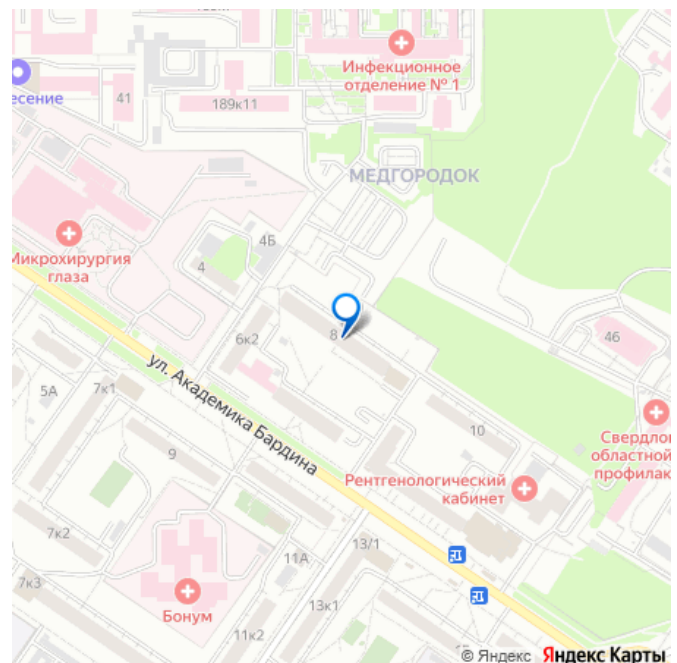 Инфекционное
отделение № 1
есение
41
189к11
МЕДГОРОДОК
Микрохирургия
глаза
4Б
4
6к2
8
46
ул. Академика Бардина
5А
7к1
9
10
Свердлов
областной
профилак
Рентгенологический
кабинет
7к2
13/1
11А
7к3
Бонум
13к1
11к2
© Яндекс Яндекс Карты